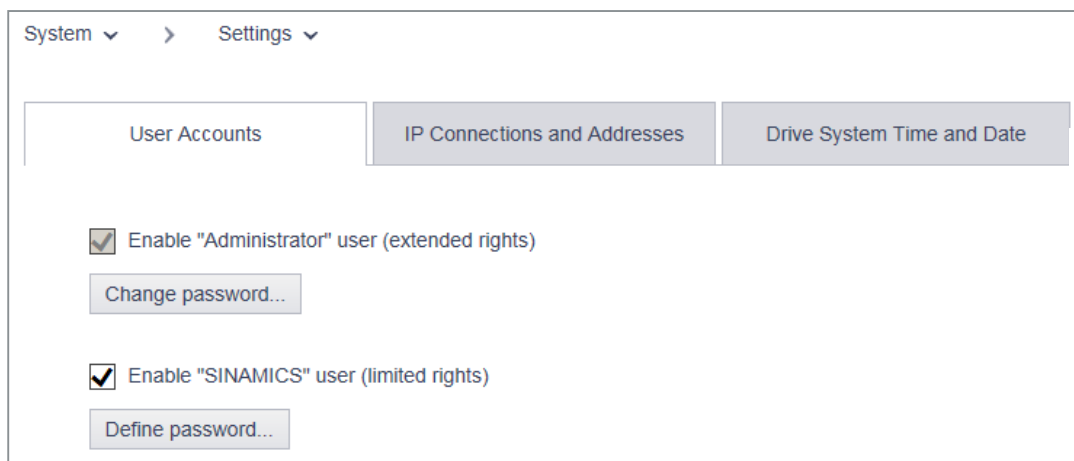 System > Settings
User Accounts IP Connections and Addresses Drive System Time and Date
Enable "Administrator" user (extended rights)
Change password...
Enable "SINAMICS" user (limited rights)
Define password...